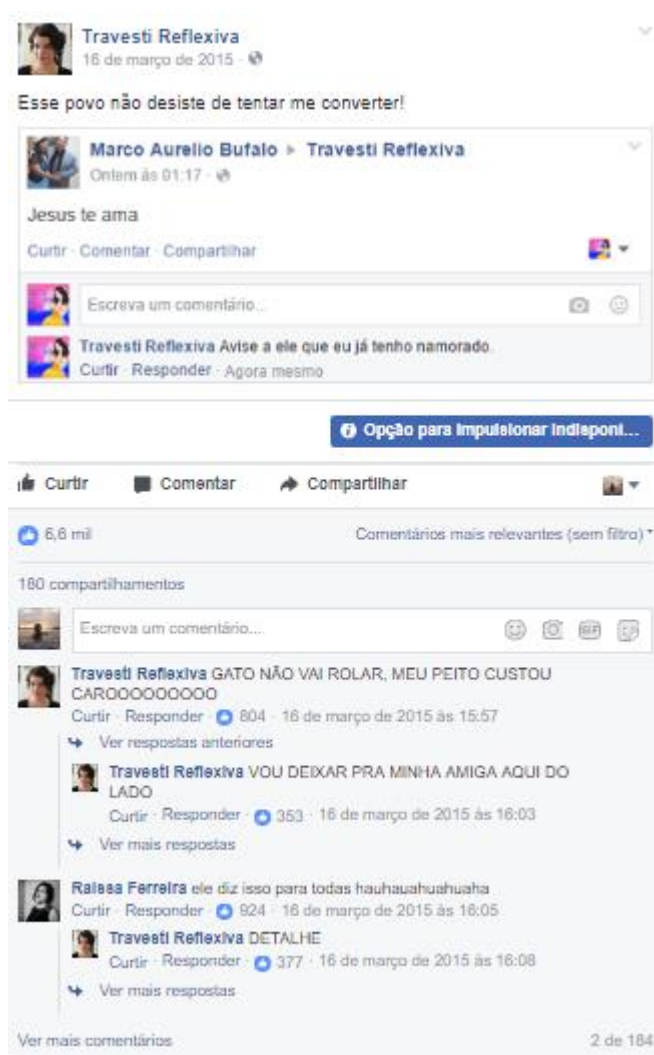 Travesti Reflexiva
16 de março de 2015 ·
Esse povo não desiste de tentar me converter!
Marco Aurelio Bufalo ▸ Travesti Reflexiva
Ontem às 01:17 ·
Jesus te ama
Curtir · Comentar · Compartilhar
Escreva um comentário...
Travesti Reflexiva Avise a ele que eu já tenho namorado.
Curtir · Responder · Agora mesmo
Opção para impulsionar indisponí...
Curtir Comentar Compartilhar
6,6 mil Comentários mais relevantes (sem filtro)
180 compartilhamentos
Escreva um comentário...
Travesti Reflexiva GATO NÃO VAI ROLAR, MEU PEITO CUSTOU
CAROOOOOOOOO
Curtir · Responder · 804 · 16 de março de 2015 às 15:57
Ver respostas anteriores
Travesti Reflexiva VOU DEIXAR PRA MINHA AMIGA AQUI DO
LADO
Curtir · Responder · 353 · 16 de março de 2015 às 16:03
Ver mais respostas
Raissa Ferreira ele diz isso para todas hauhauahuahuaha
Curtir · Responder · 924 · 16 de março de 2015 às 16:05
Travesti Reflexiva DETALHE
Curtir · Responder · 377 · 16 de março de 2015 às 16:08
Ver mais respostas
Ver mais comentários 2 de 184